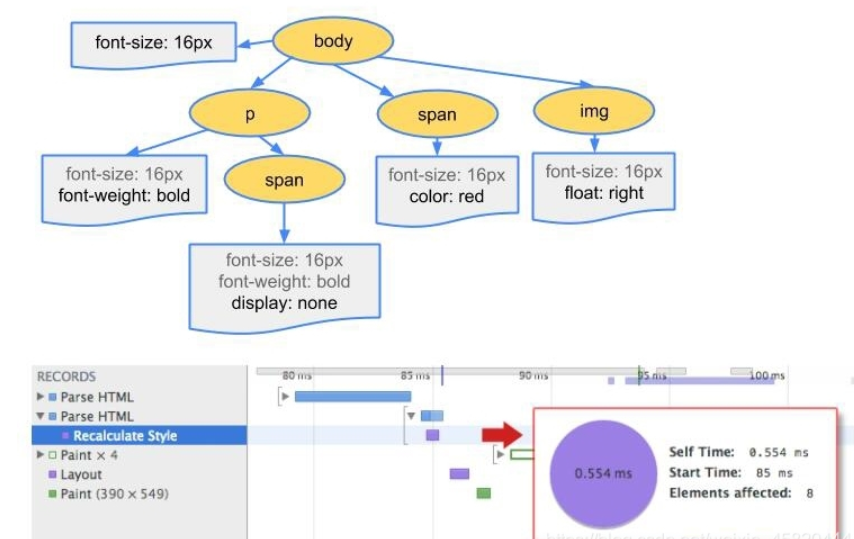 font-size: 16px
body
p
span
img
font-size: 16px
font-weight: bold
span
font-size: 16px
color: red
font-size: 16px
float: right
font-size: 16px
font-weight: bold
display: none
RECORDS
80 ms
85 ms
90 ms
95 ms
100 ms
Parse HTML
Parse HTML
Recalculate Style
Paint × 4
Layout
Paint (390 × 549)
0.554 ms
Self Time: 0.554 ms
Start Time: 85 ms
Elements affected: 8